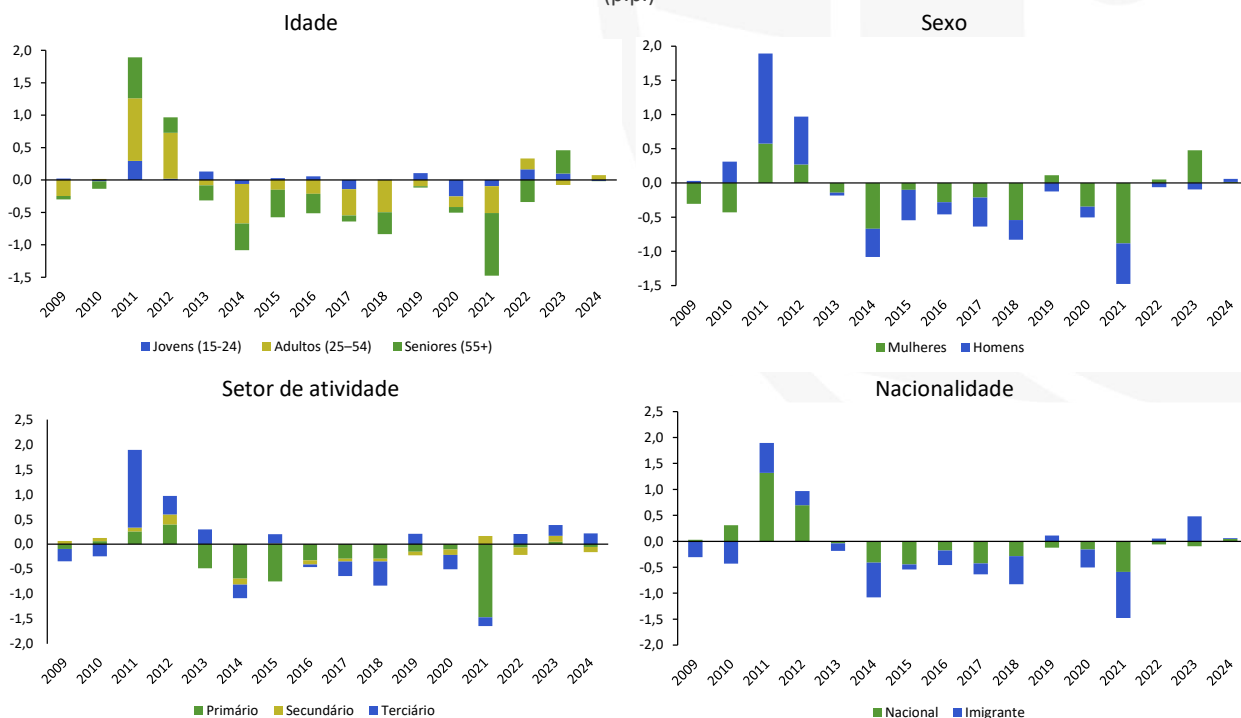 (p.p.)
Idade
2,0
1,5
1,0
0,5
0,0
-0,5
-1,0
-1,5
2009 2010 2011 2012 2013 2014 2015 2016 2017 2018 2019 2020 2021 2022 2023 2024
Jovens (15-24) Adultos (25–54) Seniores (55+)
Sexo
2,0
1,5
1,0
0,5
0,0
-0,5
-1,0
-1,5
2009 2010 2011 2012 2013 2014 2015 2016 2017 2018 2019 2020 2021 2022 2023 2024
Mulheres Homens
Setor de atividade
2,5
2,0
1,5
1,0
0,5
0,0
-0,5
-1,0
-1,5
-2,0
2009 2010 2011 2012 2013 2014 2015 2016 2017 2018 2019 2020 2021 2022 2023 2024
Primário Secundário Terciário
Nacionalidade
2,5
2,0
1,5
1,0
0,5
0,0
-0,5
-1,0
-1,5
-2,0
2009 2010 2011 2012 2013 2014 2015 2016 2017 2018 2019 2020 2021 2022 2023 2024
Nacional Imigrante